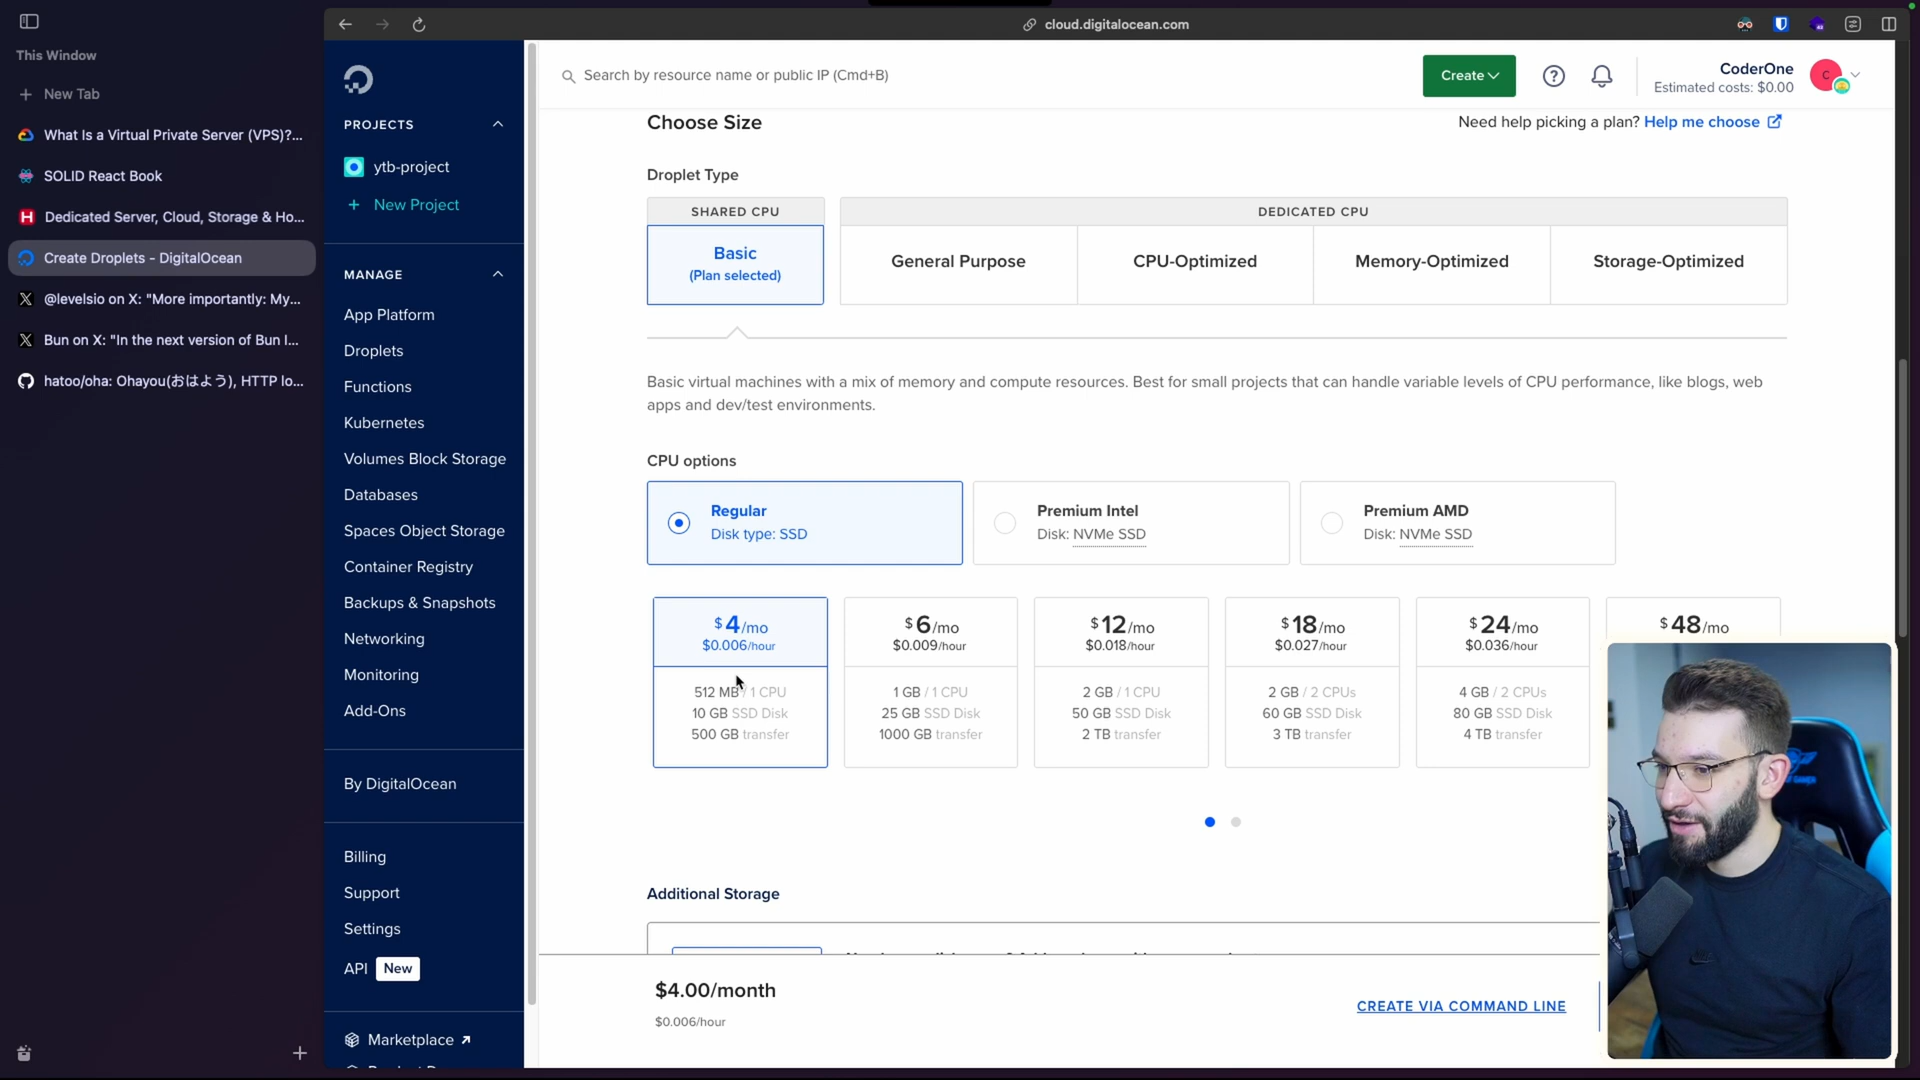 This Window
New Tab
What Is a Virtual Private Server (VPS)?...
SOLID React Book
Dedicated Server, Cloud, Storage & Ho...
Create Droplets - DigitalOcean
@levelsio on X: "More importantly: My...
Bun on X: "In the next version of Bun I...
hatoo/oha: Ohayou(おはよう), HTTP lo...
cloud.digitalocean.com
PROJECTS
ytb-project
+ New Project
MANAGE
App Platform
Droplets
Functions
Kubernetes
Volumes Block Storage
Databases
Spaces Object Storage
Container Registry
Backups & Snapshots
Networking
Monitoring
Add-Ons
By DigitalOcean
Billing
Support
Settings
API New
Marketplace
Search by resource name or public IP (Cmd+B)
Create
CoderOne
Estimated costs: $0.00
C
Choose Size
Need help picking a plan? Help me choose
Droplet Type
SHARED CPU
DEDICATED CPU
Basic
(Plan selected)
General Purpose
CPU-Optimized
Memory-Optimized
Storage-Optimized
Basic virtual machines with a mix of memory and compute resources. Best for small projects that can handle variable levels of CPU performance, like blogs, web
apps and dev/test environments.
CPU options
Regular
Disk type: SSD
Premium Intel
Disk: NVMe SSD
Premium AMD
Disk: NVMe SSD
$4/mo
$0.006/hour
512 MB / 1 CPU
10 GB SSD Disk
500 GB transfer
$6/mo
$0.009/hour
1 GB / 1 CPU
25 GB SSD Disk
1000 GB transfer
$12/mo
$0.018/hour
2 GB / 1 CPU
50 GB SSD Disk
2 TB transfer
$18/mo
$0.027/hour
2 GB / 2 CPUs
60 GB SSD Disk
3 TB transfer
$24/mo
$0.036/hour
4 GB / 2 CPUs
80 GB SSD Disk
4 TB transfer
$48/mo
Additional Storage
$4.00/month
$0.006/hour
CREATE VIA COMMAND LINE